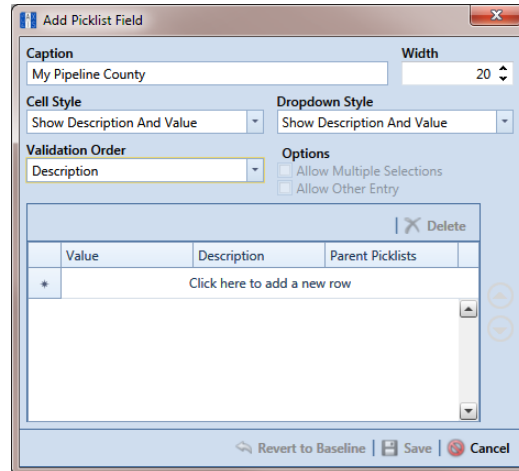 Add Picklist Field
Caption Width
My Pipeline County 20
Cell Style Dropdown Style
Show Description And Value Show Description And Value
Validation Order Options
Description Allow Multiple Selections
Allow Other Entry
Delete
Value Description Parent Picklists
Click here to add a new row
Revert to Baseline Save Cancel